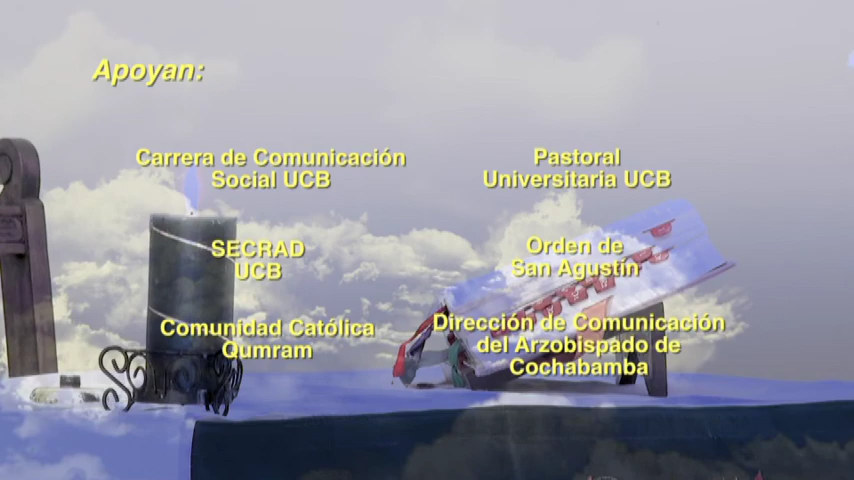 Apoyan:
Carrera de Comunicación
Social UCB
Pastoral
Universitaria UCB
SECRAD
UCB
Orden de
San Agustín
Comunidad Católica
Qumram
Dirección de Comunicación
del Arzobispado de
Cochabamba